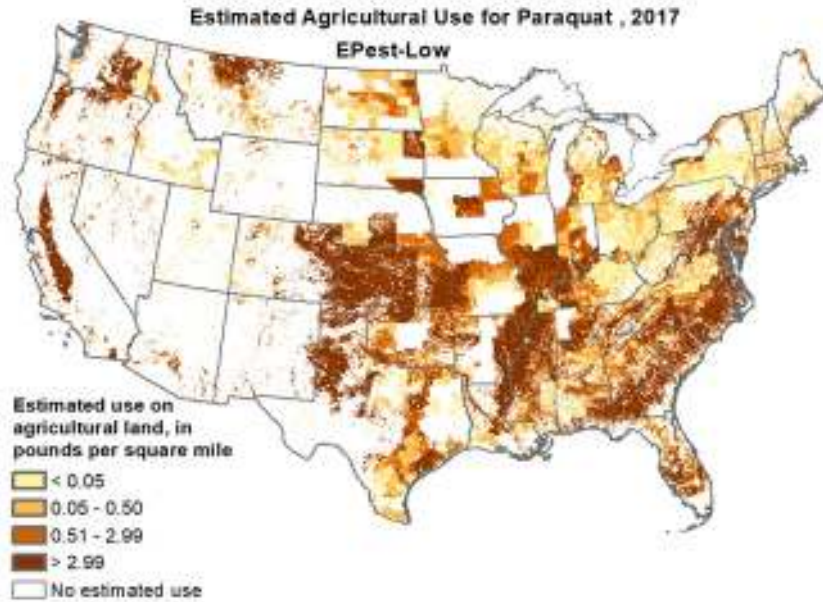 Estimated Agricultural Use for Paraquat , 2017
EPest-Low
Estimated use on
agricultural land, in
pounds per square mile
< 0.05
0.05 - 0.50
0.51 - 2.99
> 2.99
No estimated use